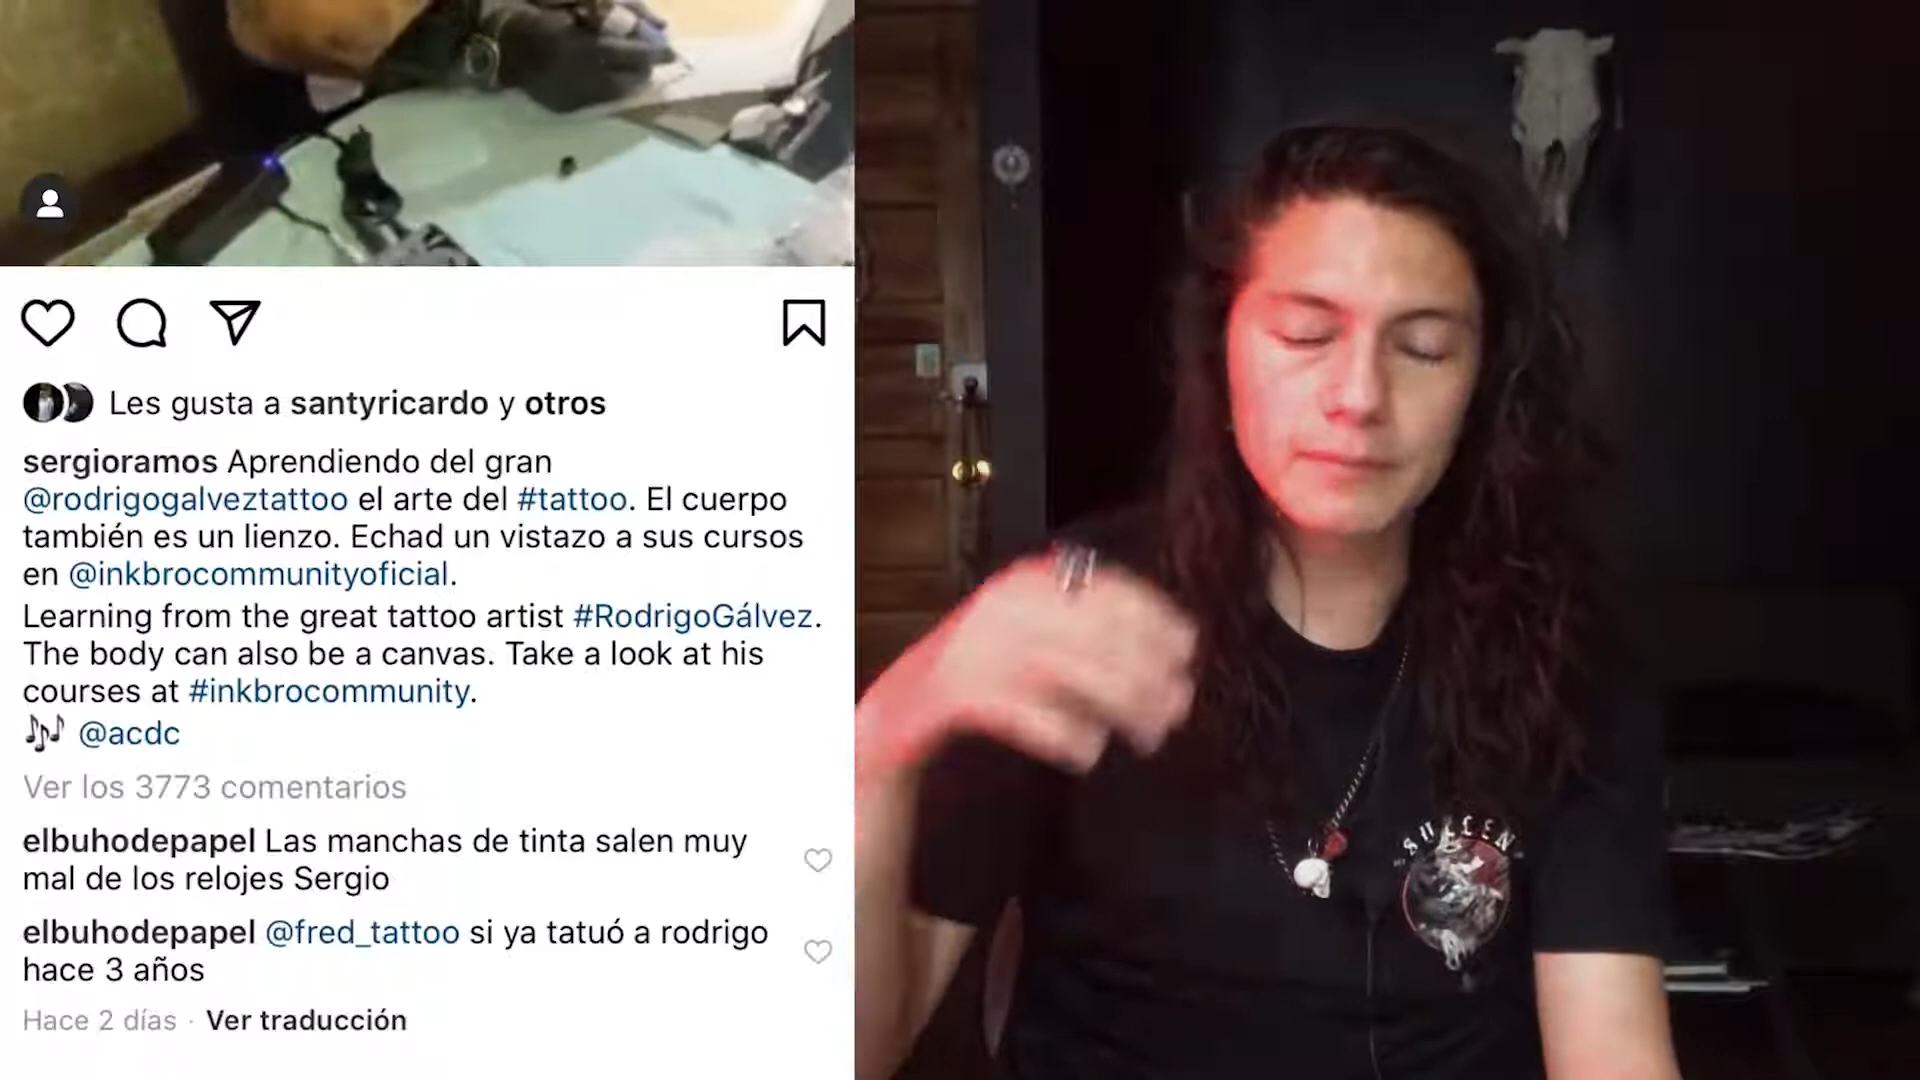 Les gusta a santyricardo y otros
sergioramos Aprendiendo del gran
@rodrigogalveztattoo el arte del #tattoo. El cuerpo
también es un lienzo. Echad un vistazo a sus cursos
en @inkbrocommunityoficial.
Learning from the great tattoo artist #RodrigoGálvez.
The body can also be a canvas. Take a look at his
courses at #inkbrocommunity.
🎶 @acdc
Ver los 3773 comentarios
elbuhodepapel Las manchas de tinta salen muy
mal de los relojes Sergio
elbuhodepapel @fred_tattoo si ya tatuó a rodrigo
hace 3 años
Hace 2 días · Ver traducción
SULLEN